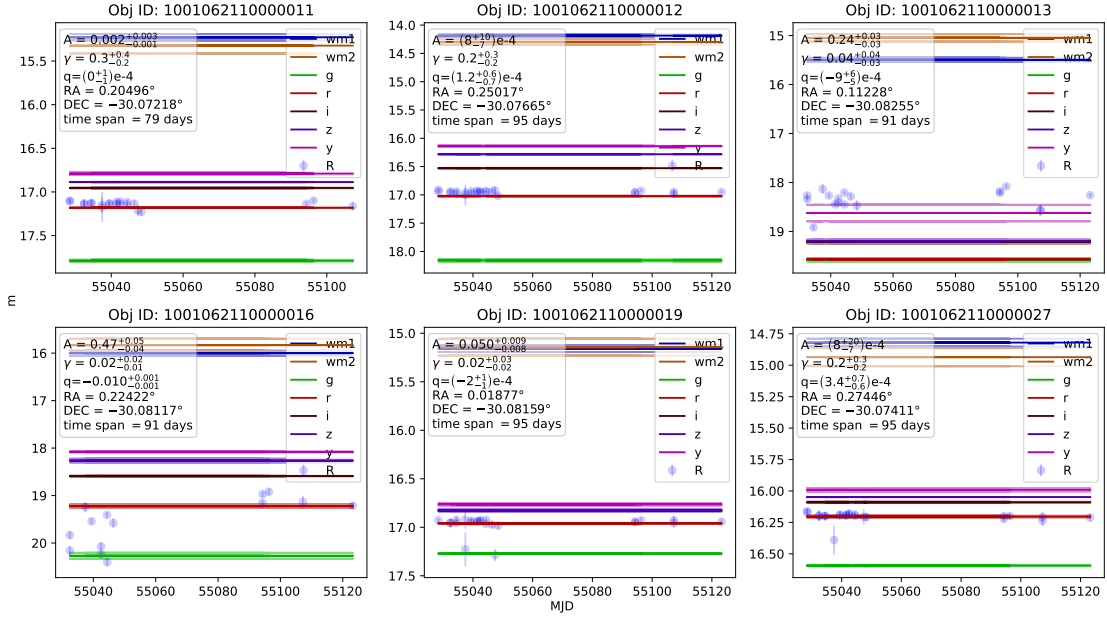 Obj ID: 1001062110000011
A = 0.002+0.003−0.001
γ = 0.3+0.4−0.2
q=(0+1−1)e-4
RA = 0.20496°
DEC = −30.07218°
time span = 79 days
wm1
wm2
g
r
i
z
y
R
15.5
16.0
16.5
17.0
17.5
55040
55060
55080
55100
Obj ID: 1001062110000012
A = (8+10−7)e-4
γ = 0.2+0.3−0.2
q=(1.2+0.6−0.7)e-4
RA = 0.25017°
DEC = −30.07665°
time span = 95 days
wm1
wm2
g
r
i
z
y
R
14.0
14.5
15.0
15.5
16.0
16.5
17.0
17.5
18.0
55040
55060
55080
55100
55120
Obj ID: 1001062110000013
A = 0.24+0.03−0.03
γ = 0.04+0.04−0.03
q=(−9+6−5)e-4
RA = 0.11228°
DEC = −30.08255°
time span = 91 days
wm1
wm2
g
r
i
z
y
R
15
16
17
18
19
55040
55060
55080
55100
55120
m
Obj ID: 1001062110000016
A = 0.47+0.05−0.04
γ = 0.02+0.02−0.01
q=−0.010+0.001−0.001
RA = 0.22422°
DEC = −30.08117°
time span = 91 days
wm1
wm2
g
r
i
z
y
R
16
17
18
19
20
55040
55060
55080
55100
55120
Obj ID: 1001062110000019
A = 0.050+0.009−0.008
γ = 0.02+0.03−0.02
q=(−2+1−1)e-4
RA = 0.01877°
DEC = −30.08159°
time span = 95 days
wm1
wm2
g
r
i
z
y
R
15.0
15.5
16.0
16.5
17.0
17.5
55040
55060
55080
55100
55120
Obj ID: 1001062110000027
A = (8+20−7)e-4
γ = 0.2+0.3−0.2
q=(3.4+0.7−0.6)e-4
RA = 0.27446°
DEC = −30.07411°
time span = 95 days
wm1
wm2
g
r
i
z
y
R
14.75
15.00
15.25
15.50
15.75
16.00
16.25
16.50
55040
55060
55080
55100
55120
MJD